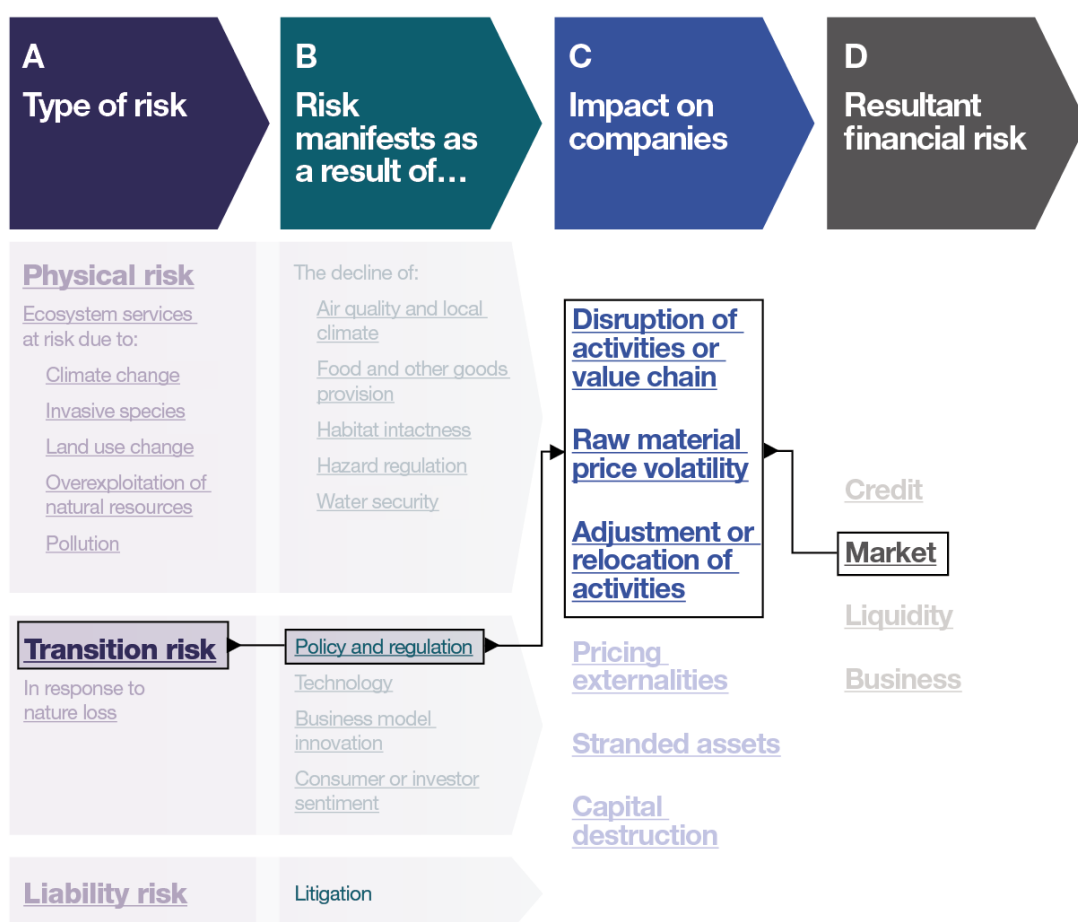 A
Type of risk
B
Risk
manifests as
a result of…
C
Impact on
companies
D
Resultant
financial risk
Physical risk
Ecosystem services
at risk due to:
Climate change
Invasive species
Land use change
Overexploitation of
natural resources
Pollution
The decline of:
Air quality and local
climate
Food and other goods
provision
Habitat intactness
Hazard regulation
Water security
Transition risk
In response to
nature loss
Policy and regulation
Technology
Business model
innovation
Consumer or investor
sentiment
Liability risk
Litigation
Disruption of
activities or
value chain
Raw material
price volatility
Adjustment or
relocation of
activities
Pricing
externalities
Stranded assets
Capital
destruction
Credit
Market
Liquidity
Business